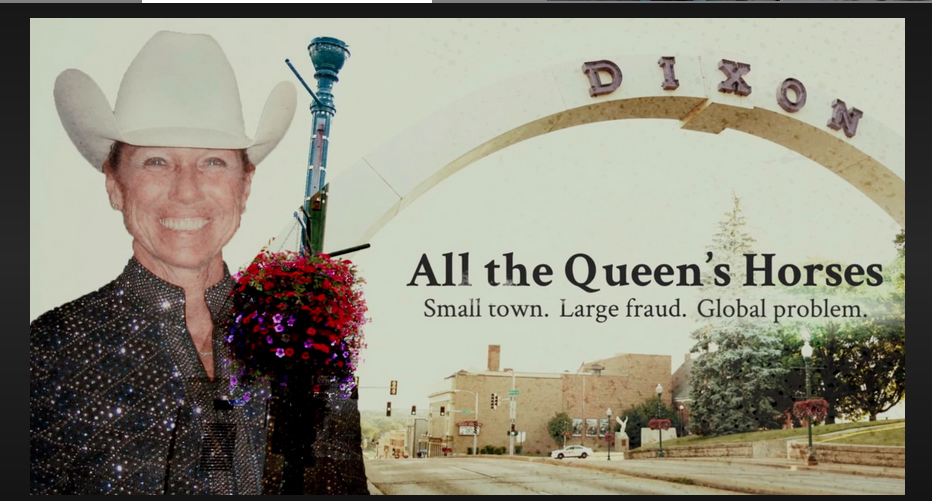 DIXON
All the Queen's Horses
Small town. Large fraud. Global problem.